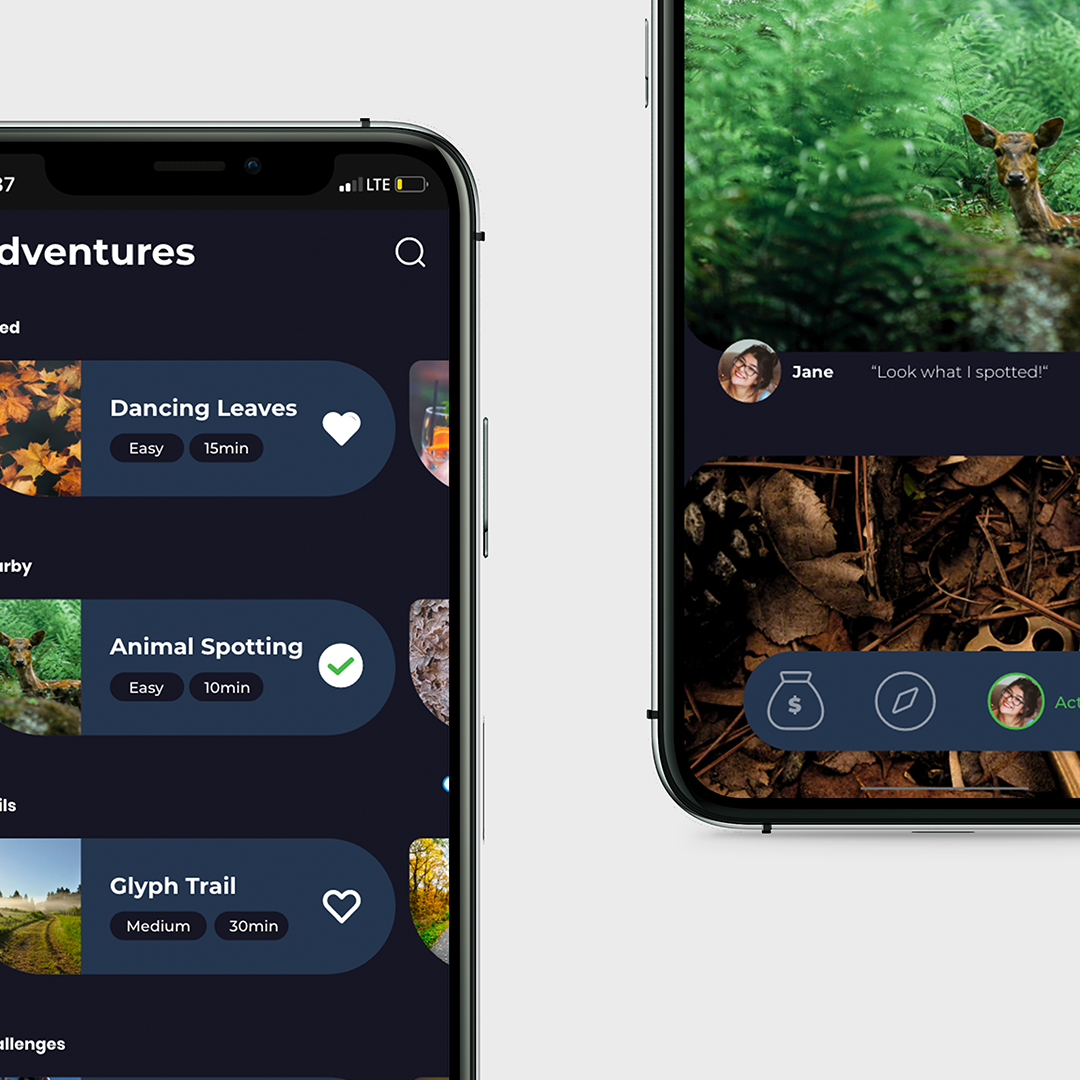 37
LTE
dventures
ed
Dancing Leaves
Easy
15min
arby
Animal Spotting
Easy
10min
ils
Glyph Trail
Medium
30min
allenges
Jane
“Look what I spotted!“
$
Act